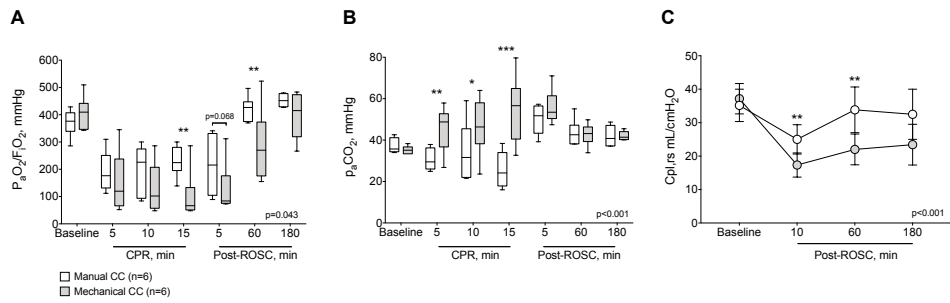 A
PaO2/FiO2, mmHg
500
400
300
200
100
0
**
p=0.068
**
p=0.043
Baseline 5 10 15 5 60 180
CPR, min Post-ROSC, min
Manual CC (n=6)
Mechanical CC (n=6)
B
paCO2, mmHg
80
60
40
20
0
**
*
***
p<0.001
Baseline 5 10 15 5 60 180
CPR, min Post-ROSC, min
C
Cpl,rs mL/cmH2O
50
40
30
20
10
0
**
**
p<0.001
Baseline 10 60 180
Post-ROSC, min